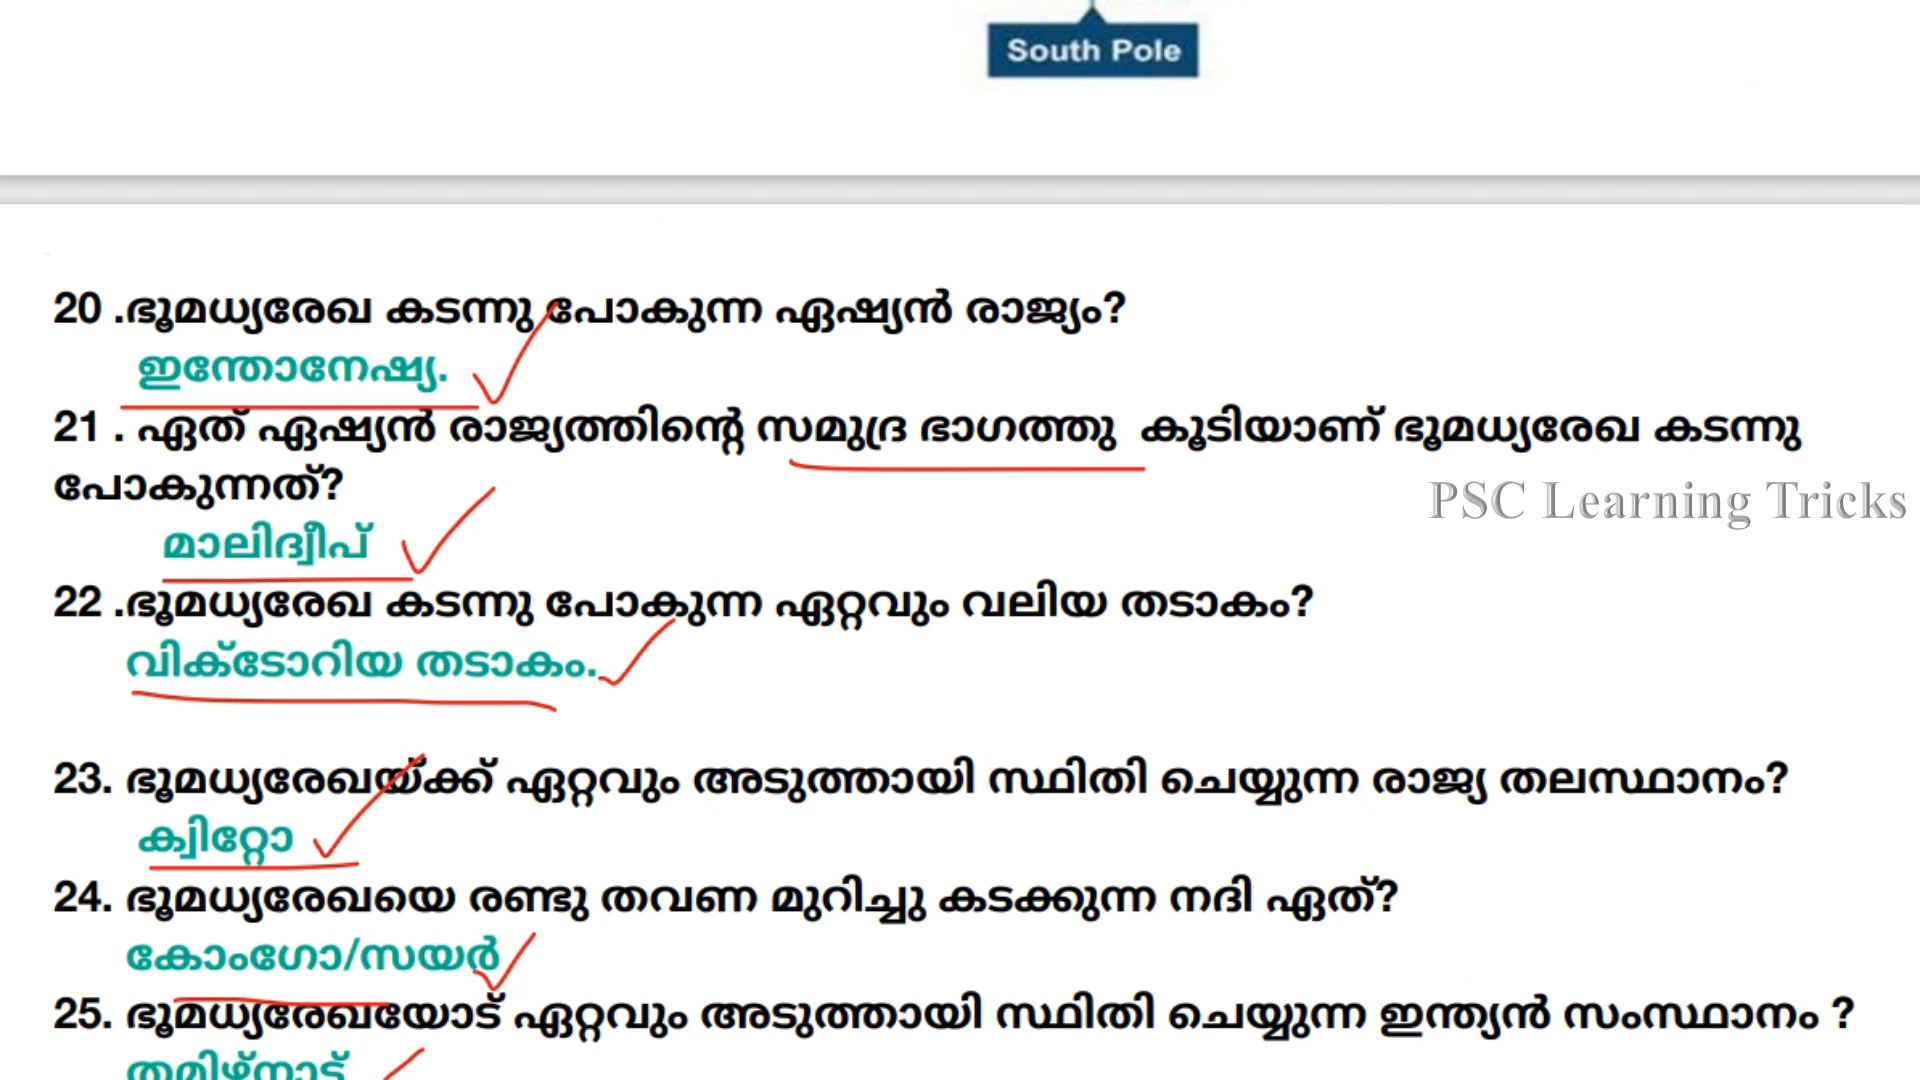 South Pole
20 .ഭൂമധ്യരേഖ കടന്നു പോകുന്ന ഏഷ്യൻ രാജ്യം?
ഇന്തോനേഷ്യ.
21 . ഏത് ഏഷ്യൻ രാജ്യത്തിന്റെ സമുദ്ര ഭാഗത്തു കൂടിയാണ് ഭൂമധ്യരേഖ കടന്നു
പോകുന്നത്?
PSC Learning Tricks
മാലിദ്വീപ്
22 .ഭൂമധ്യരേഖ കടന്നു പോകുന്ന ഏറ്റവും വലിയ തടാകം?
വിക്ടോറിയ തടാകം.
23. ഭൂമധ്യരേഖയ്ക്ക് ഏറ്റവും അടുത്തായി സ്ഥിതി ചെയ്യുന്ന രാജ്യ തലസ്ഥാനം?
ക്വിറ്റോ
24. ഭൂമധ്യരേഖയെ രണ്ടു തവണ മുറിച്ചു കടക്കുന്ന നദി ഏത്?
കോംഗോ/സയർ
25. ഭൂമധ്യരേഖയോട് ഏറ്റവും അടുത്തായി സ്ഥിതി ചെയ്യുന്ന ഇന്ത്യൻ സംസ്ഥാനം ?
തമിഴ്നാട്